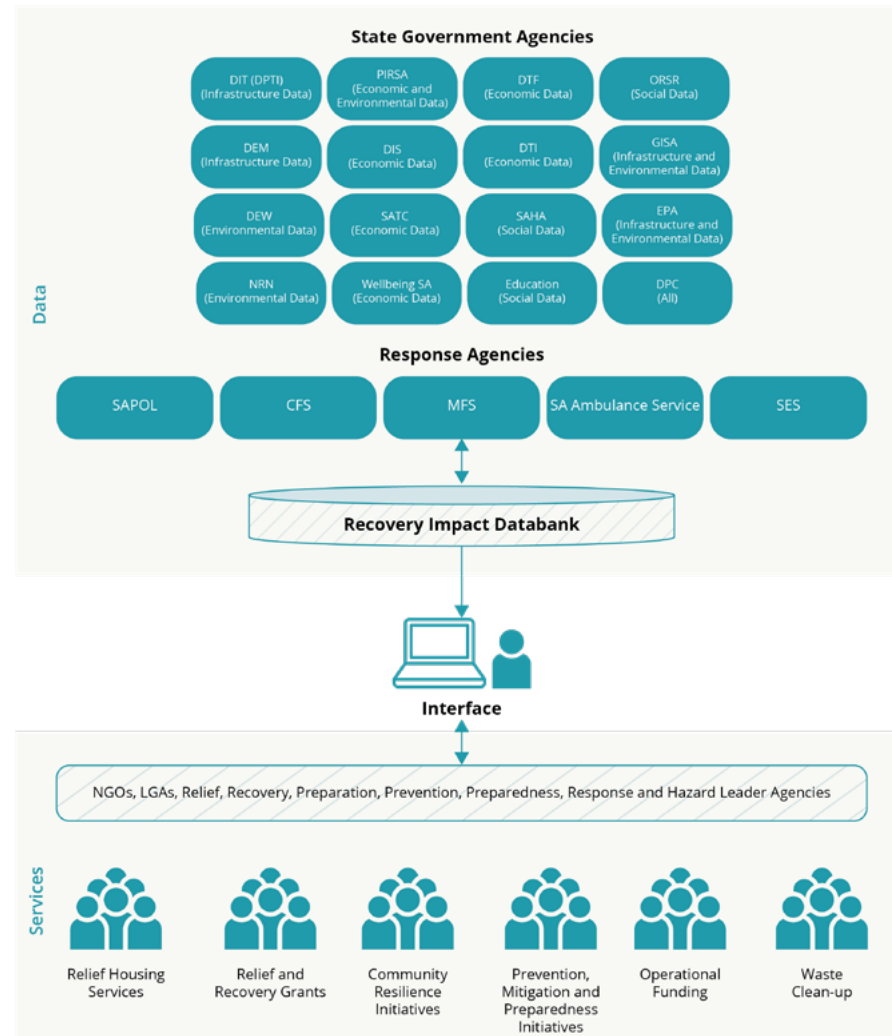 State Government Agencies
DIT (DPTI)
(Infrastructure Data)
PIRSA
(Economic and
Environmental Data)
DTF
(Economic Data)
ORSR
(Social Data)
DEM
(Infrastructure Data)
DIS
(Economic Data)
DTI
(Economic Data)
GISA
(Infrastructure and
Environmental Data)
DEW
(Environmental Data)
SATC
(Economic Data)
SAHA
(Social Data)
EPA
(Infrastructure and
Environmental Data)
NRN
(Environmental Data)
Wellbeing SA
(Economic Data)
Education
(Social Data)
DPC
(All)
Data
Response Agencies
SAPOL
CFS
MFS
SA Ambulance Service
SES
Recovery Impact Databank
Interface
NGOs, LGAs, Relief, Recovery, Preparation, Prevention, Preparedness, Response and Hazard Leader Agencies
Services
Relief Housing
Services
Relief and
Recovery Grants
Community
Resilience
Initiatives
Prevention,
Mitigation and
Preparedness
Initiatives
Operational
Funding
Waste
Clean-up